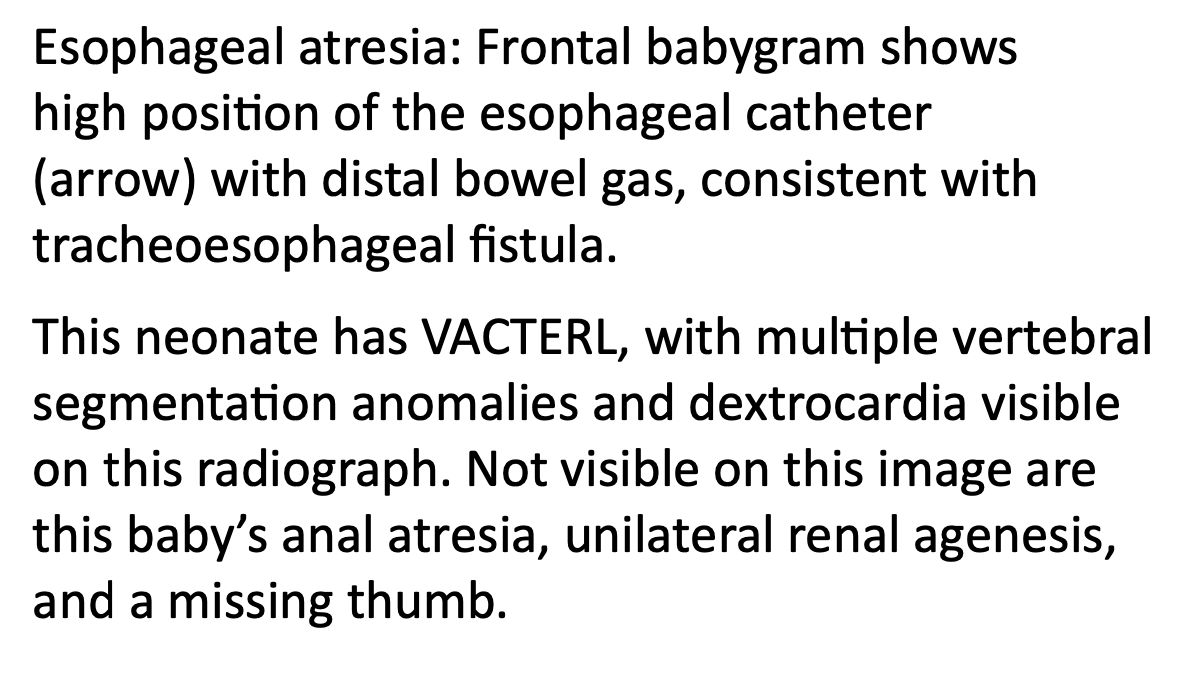 Esophageal atresia: Frontal babygram shows
high position of the esophageal catheter
(arrow) with distal bowel gas, consistent with
tracheoesophageal fistula.
This neonate has VACTERL, with multiple vertebral
segmentation anomalies and dextrocardia visible
on this radiograph. Not visible on this image are
this baby’s anal atresia, unilateral renal agenesis,
and a missing thumb.